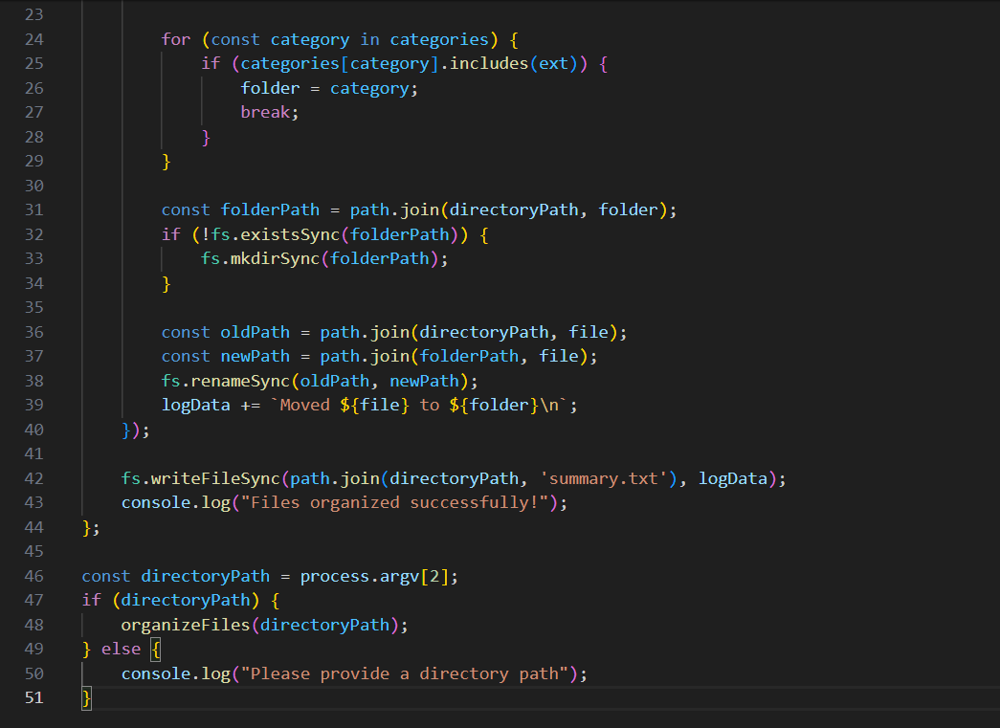 23
24 for (const category in categories) {
25 if (categories[category].includes(ext)) {
26 folder = category;
27 break;
28 }
29 }
30
31 const folderPath = path.join(directoryPath, folder);
32 if (!fs.existsSync(folderPath)) {
33 fs.mkdirSync(folderPath);
34 }
35
36 const oldPath = path.join(directoryPath, file);
37 const newPath = path.join(folderPath, file);
38 fs.renameSync(oldPath, newPath);
39 logData += `Moved ${file} to ${folder}\n`;
40 });
41
42 fs.writeFileSync(path.join(directoryPath, 'summary.txt'), logData);
43 console.log("Files organized successfully!");
44 };
45
46 const directoryPath = process.argv[2];
47 if (directoryPath) {
48 organizeFiles(directoryPath);
49 } else {
50 console.log("Please provide a directory path");
51 }